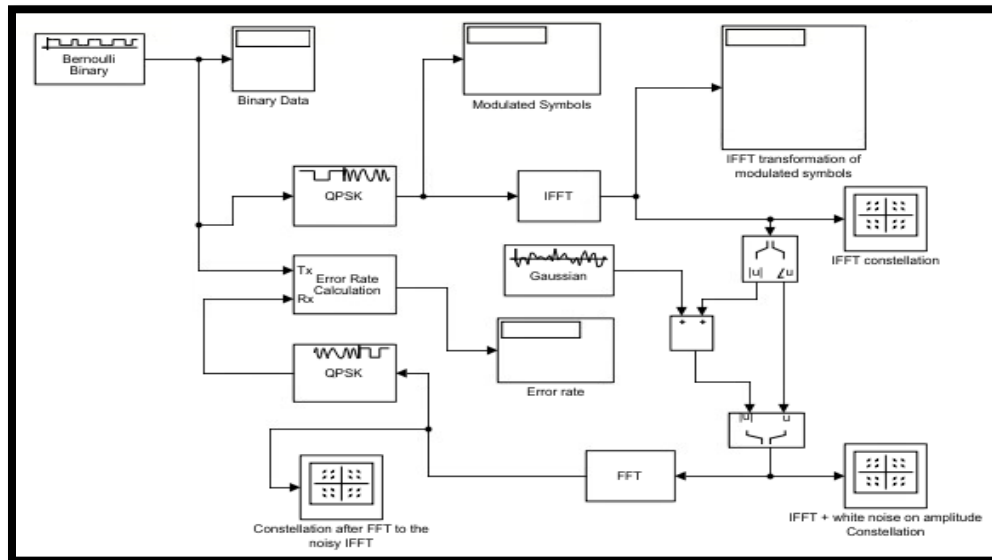 Bernoulli
Binary
Binary Data
Modulated Symbols
IFFT transformation of
modulated symbols
QPSK
IFFT
IFFT constellation
|u|
∠u
Gaussian
Tx
Rx
Error Rate
Calculation
+ +
Error rate
QPSK
|u|
FFT
Constellation after FFT to the
noisy IFFT
IFFT + white noise on amplitude
Constellation